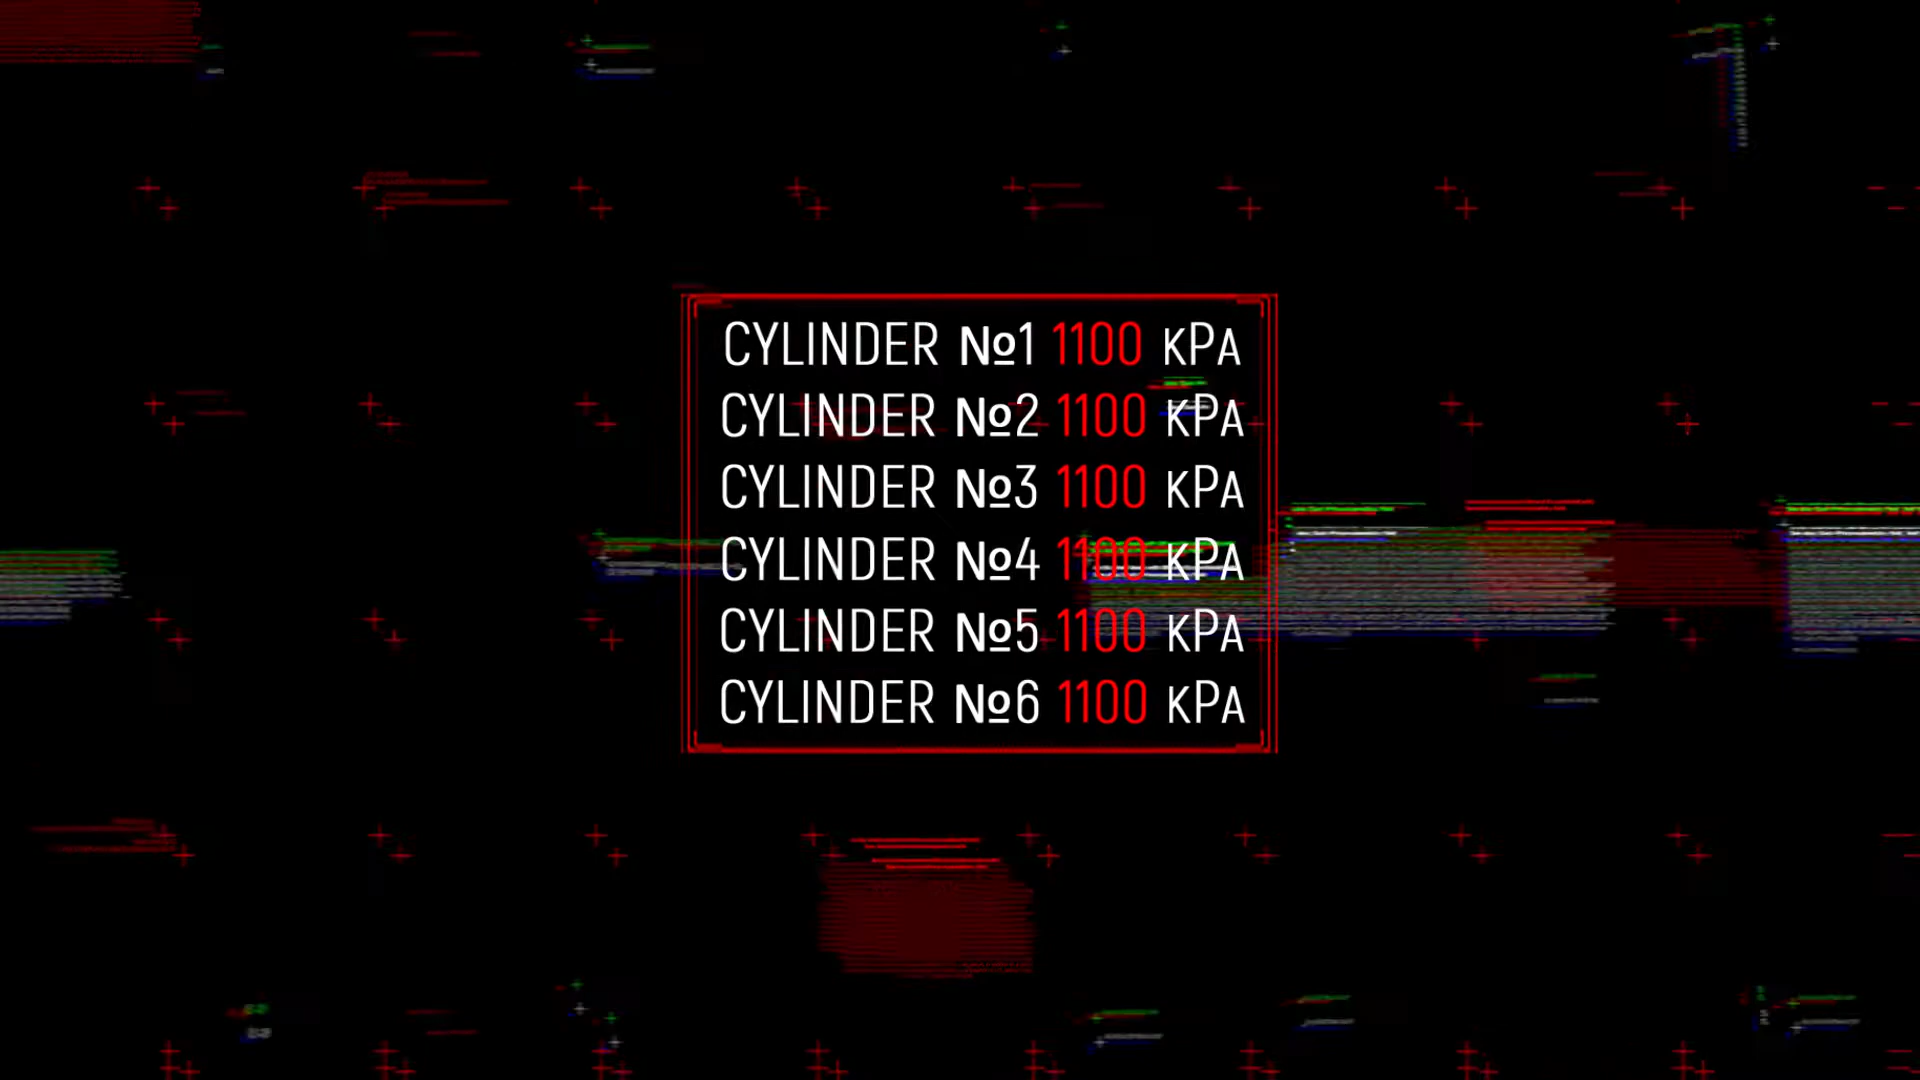 CYLINDER №1 1100 KPA
CYLINDER №2 1100 KPA
CYLINDER №3 1100 KPA
CYLINDER №4 1100 KPA
CYLINDER №5 1100 KPA
CYLINDER №6 1100 KPA